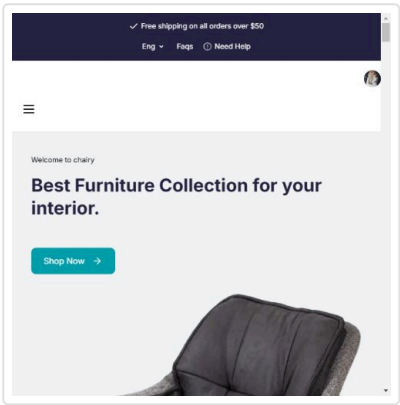 Free shipping on all orders over $50
Eng Faqs Need Help
Welcome to chairy
Best Furniture Collection for your
interior.
Shop Now